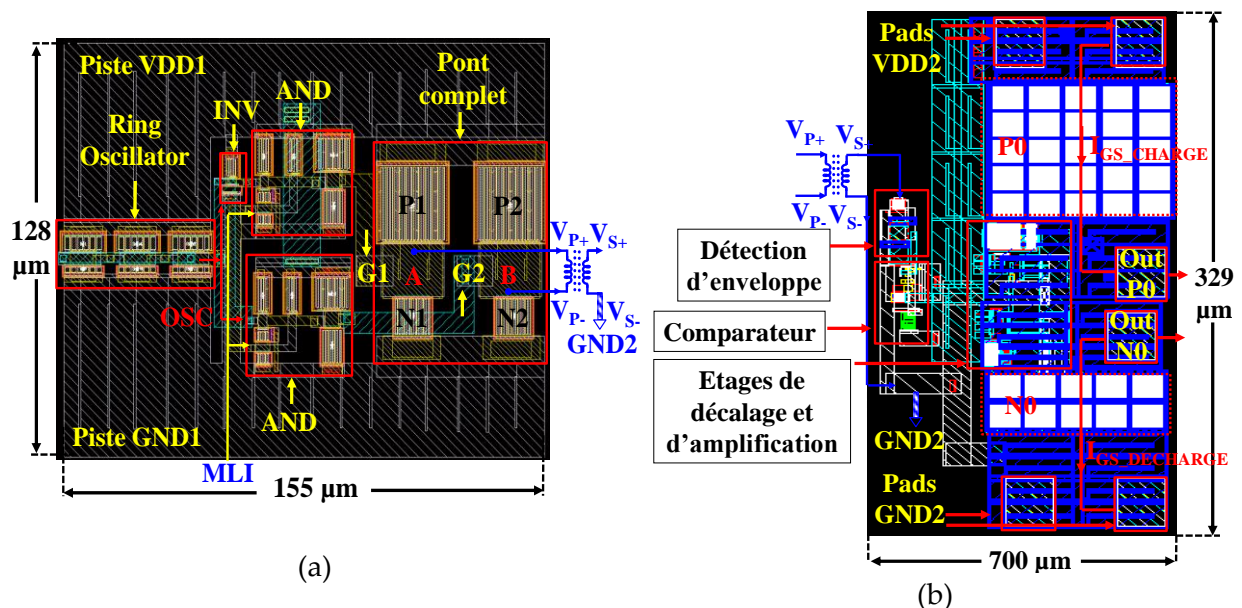 Piste VDD1
Pont
complet
AND
INV
Ring
Oscillator
P1
P2
128
µm
G1
A
G2
B
OSC
N1
N2
V_P+
V_S+
V_P-
V_S-
GND2
AND
Piste GND1
MLI
155 µm
(a)
Pads
VDD2
P0
I_GS_CHARGE
V_P+
V_S+
V_P-
V_S-
Détection
d'enveloppe
Out
P0
329
µm
Comparateur
Out
N0
Etages de
décalage et
d'amplification
N0
GND2
I_GS_DECHARGE
Pads
GND2
700 µm
(b)